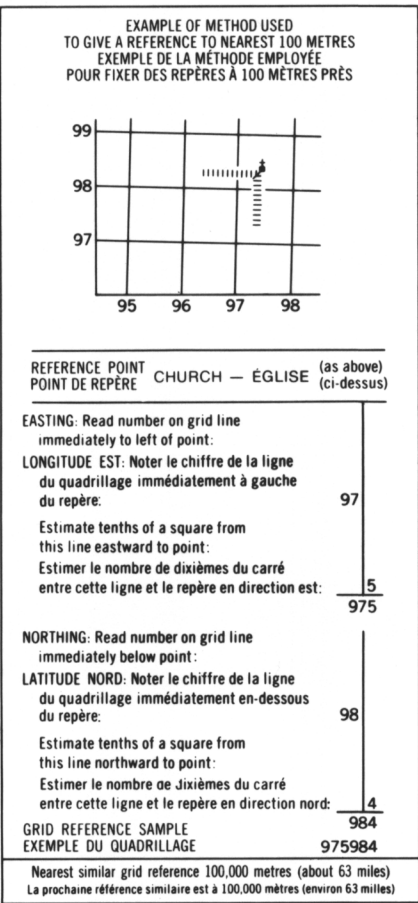 EXAMPLE OF METHOD USED
TO GIVE A REFERENCE TO NEAREST 100 METRES
EXEMPLE DE LA MÉTHODE EMPLOYÉE
POUR FIXER DES REPÈRES À 100 MÈTRES PRÈS
99
98
97
95 96 97 98
REFERENCE POINT
POINT DE REPÈRE
CHURCH — ÉGLISE
(as above)
(ci-dessus)
EASTING: Read number on grid line
immediately to left of point:
LONGITUDE EST: Noter le chiffre de la ligne
du quadrillage immédiatement à gauche
du repère: 97
Estimate tenths of a square from
this line eastward to point:
Estimer le nombre de dixièmes du carré
entre cette ligne et le repère en direction est: 5
975
NORTHING: Read number on grid line
immediately below point:
LATITUDE NORD: Noter le chiffre de la ligne
du quadrillage immédiatement en-dessous
du repère: 98
Estimate tenths of a square from
this line northward to point:
Estimer le nombre de dixièmes du carré
entre cette ligne et le repère en direction nord: 4
GRID REFERENCE SAMPLE 984
EXEMPLE DU QUADRILLAGE 975984
Nearest similar grid reference 100,000 metres (about 63 miles)
La prochaine référence similaire est à 100,000 mètres (environ 63 milles)